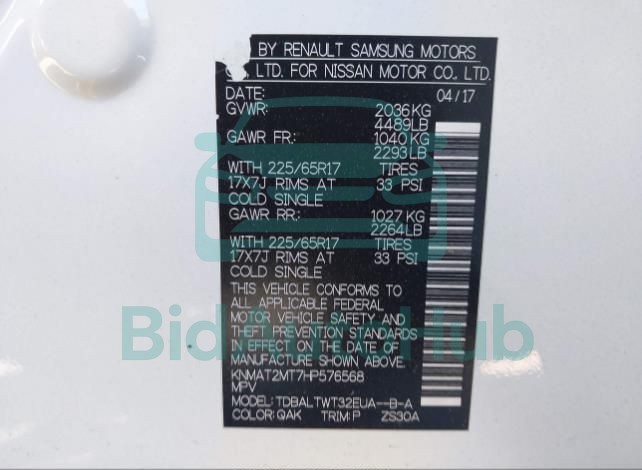 BY RENAULT SAMSUNG MOTORS
CO., LTD. FOR NISSAN MOTOR CO., LTD.
DATE: 04/17
GVWR: 2036KG
4489LB
GAWR FR: 1040KG
2293LB
WITH 225/65R17 TIRES
17X7J RIMS AT 33 PSI
COLD SINGLE
GAWR RR: 1027 KG
2264LB
WITH 225/65R17 TIRES
17X7J RIMS AT 33 PSI
COLD SINGLE
THIS VEHICLE CONFORMS TO
ALL APPLICABLE FEDERAL
MOTOR VEHICLE SAFETY AND
THEFT PREVENTION STANDARDS
IN EFFECT ON THE DATE OF
MANUFACTURE SHOWN ABOVE.
KNMAT2MT7HP576568
MPV
MODEL: TDBALTWT32EUA--B-A
COLOR: QAK TRIM: P ZS30A
BidAutoHub